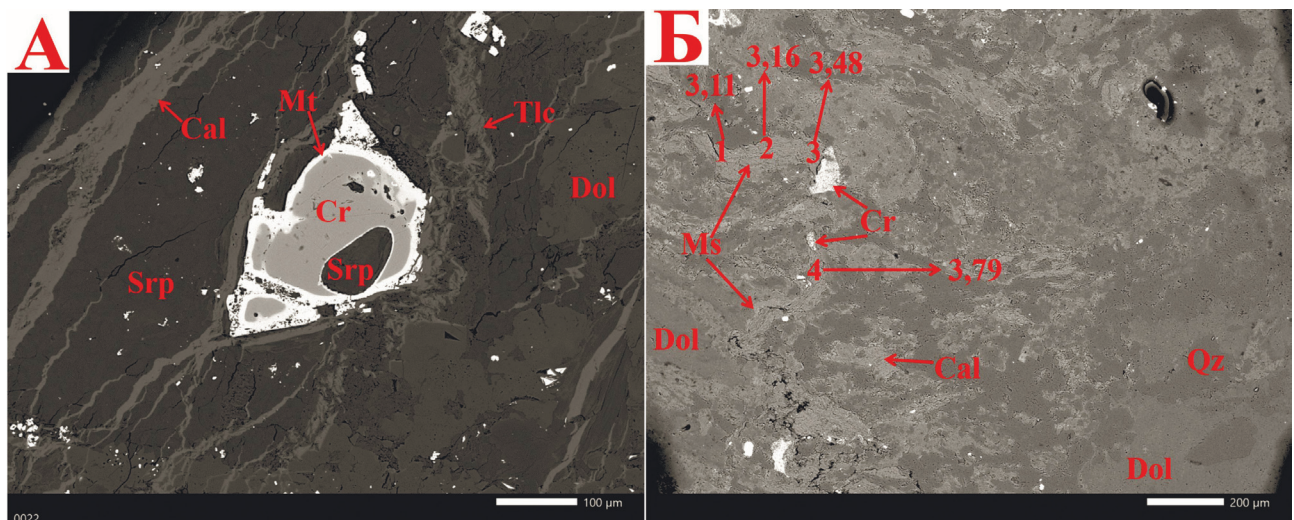 А
Cal
Mt
Tlc
Dol
Cr
Srp
Srp
100 µm
0022
Б
3,16
3,48
3,11
1
2
3
Cr
Ms
4
3,79
Dol
Cal
Qz
Dol
200 µm